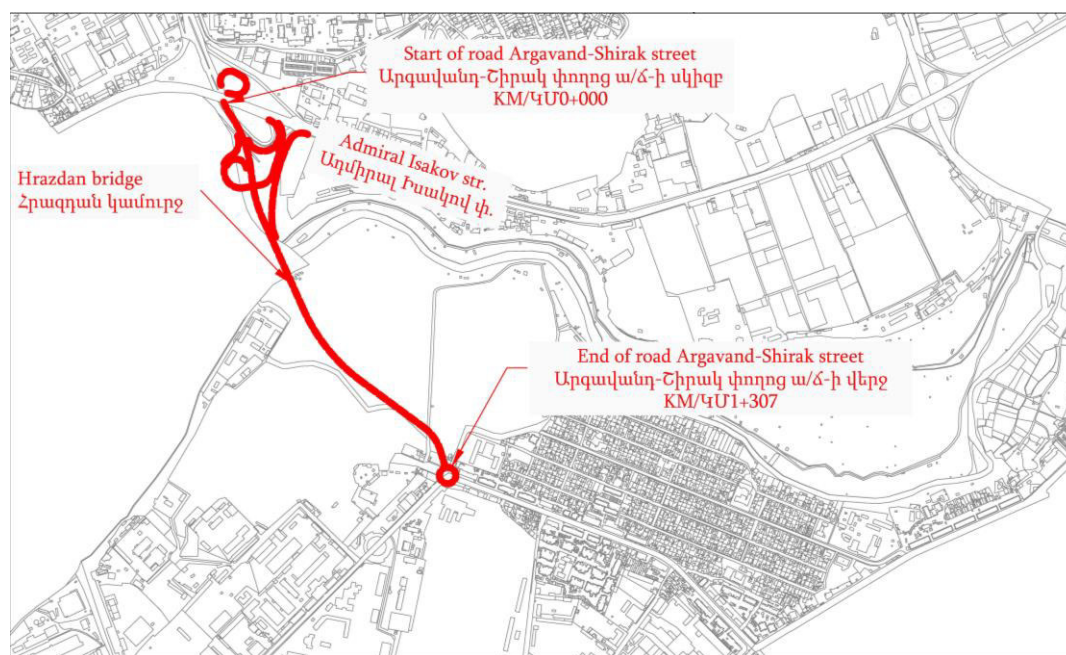 Start of road Argavand-Shirak street
Արգավանդ-Շիրակ փողոց ա/ճ-ի սկիզբ
KM/ԿՄ0+000
Admiral Isakov str.
Ադմիրալ Իսակով փ.
Hrazdan bridge
Հրազդան կամուրջ
End of road Argavand-Shirak street
Արգավանդ-Շիրակ փողոց ա/ճ-ի վերջ
KM/ԿՄ1+307